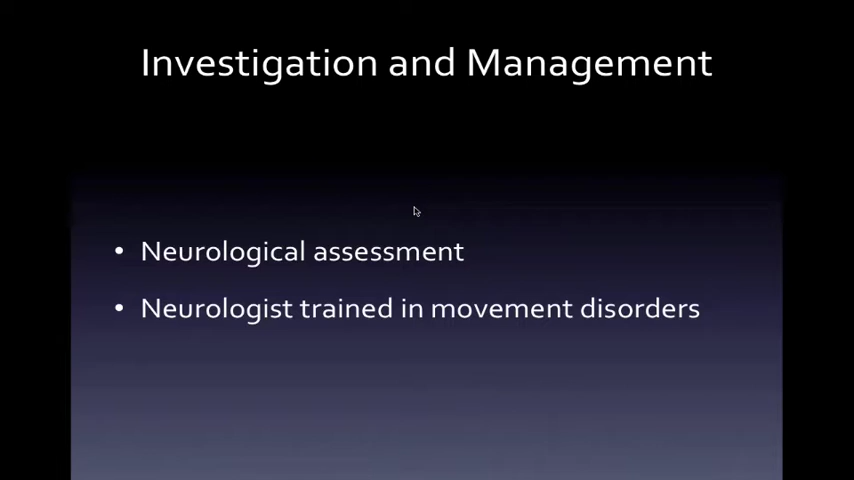 Investigation and Management
• Neurological assessment
• Neurologist trained in movement disorders